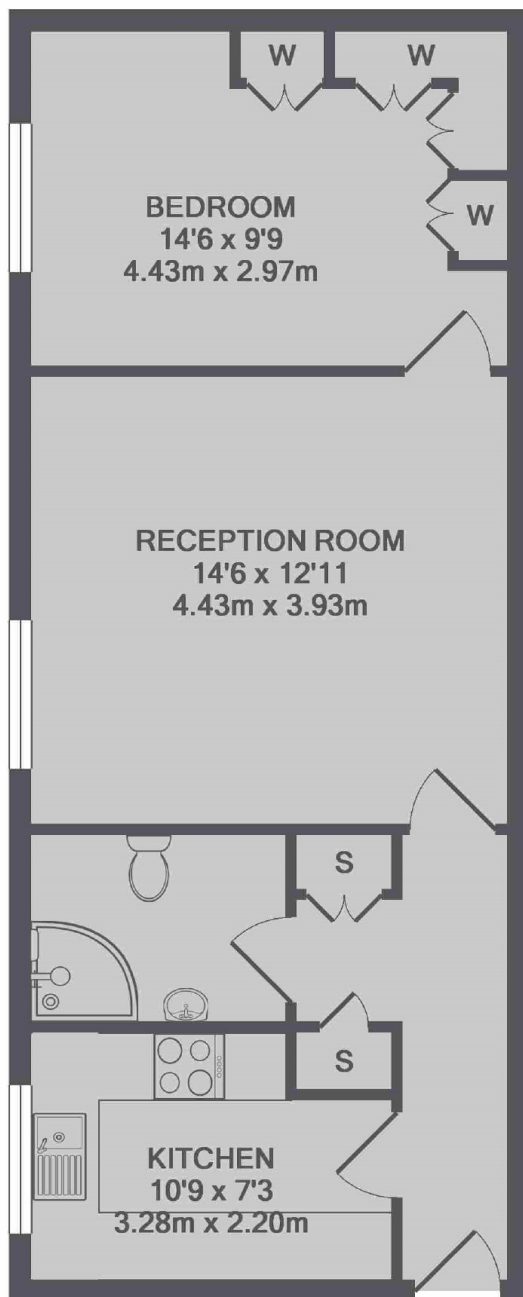 W
W
W
BEDROOM
14'6 x 9'9
4.43m x 2.97m
RECEPTION ROOM
14'6 x 12'11
4.43m x 3.93m
S
S
KITCHEN
10'9 x 7'3
3.28m x 2.20m